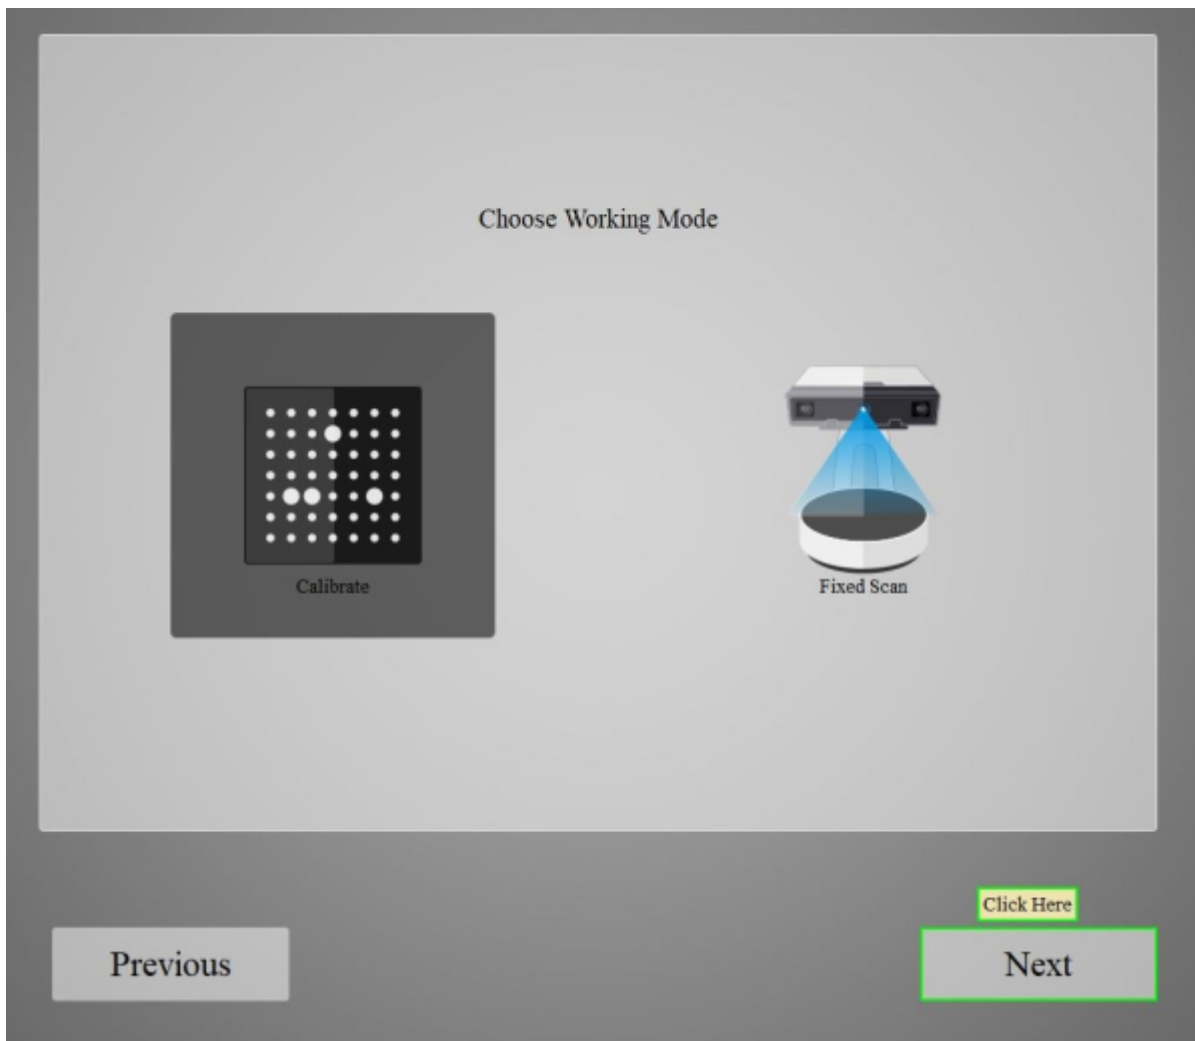 Choose Working Mode
Calibrate
Fixed Scan
Click Here
Previous
Next